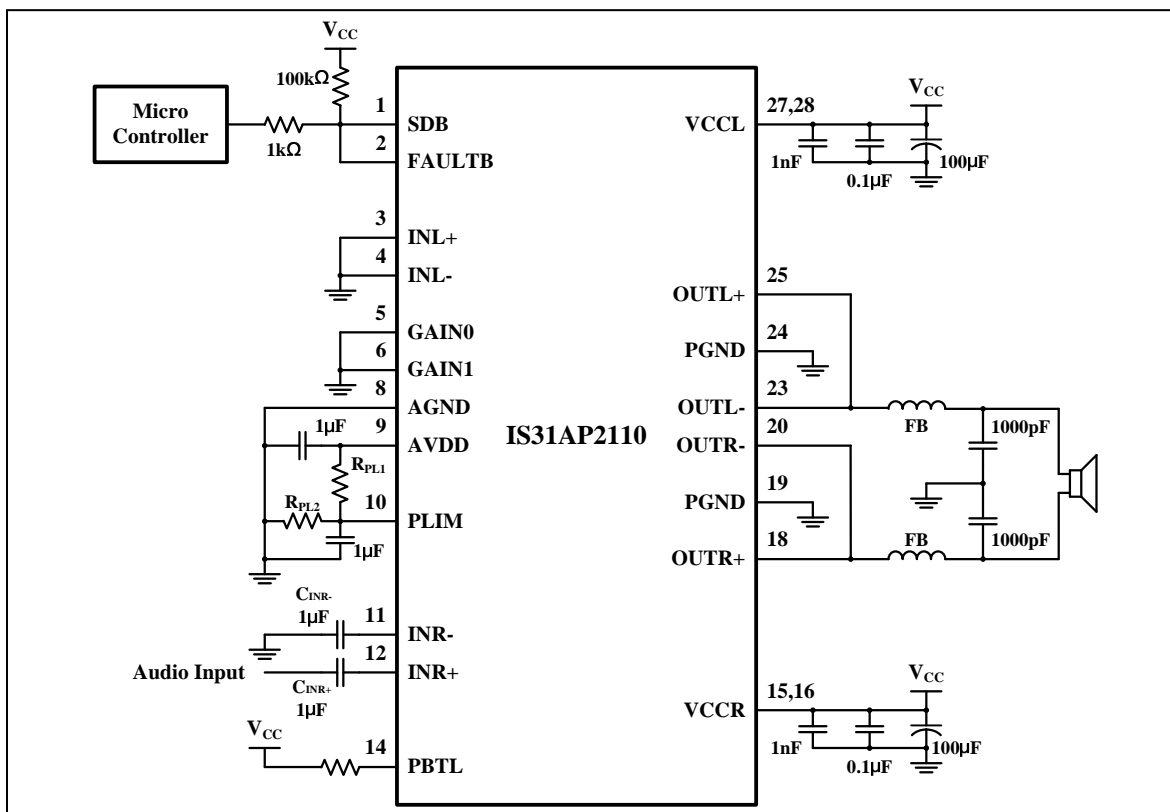 VCC
100kΩ
Micro
Controller
1kΩ
1
SDB
2
FAULTB
3
INL+
4
INL-
5
GAIN0
6
GAIN1
8
AGND
1µF
9
AVDD
RPL1
RPL2
10
PLIM
1µF
CINR-
1µF
11
INR-
Audio Input
12
INR+
CINR+
1µF
VCC
14
PBTL
IS31AP2110
VCC
27,28
VCCL
1nF
0.1µF
100µF
25
OUTL+
24
PGND
23
OUTL-
FB
1000pF
20
OUTR-
19
PGND
18
OUTR+
FB
1000pF
VCC
15,16
VCCR
1nF
0.1µF
100µF